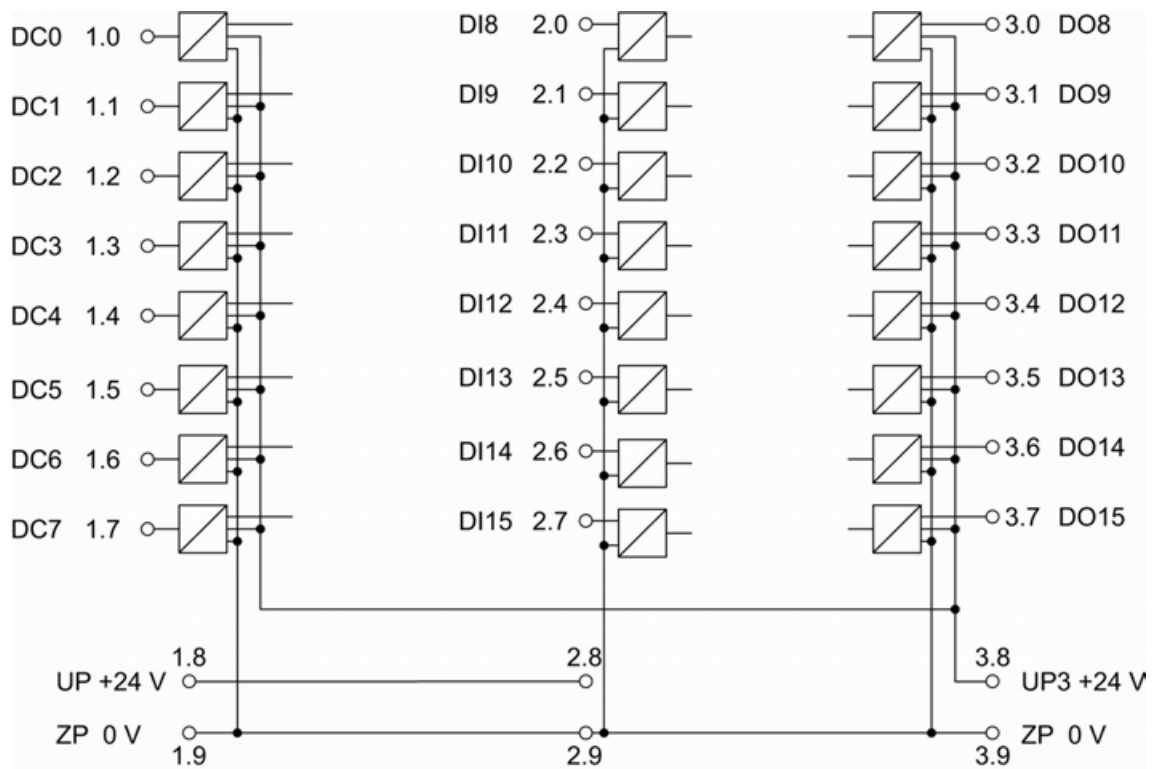 DC0 1.0 DI8 2.0 3.0 DO8
DC1 1.1 DI9 2.1 3.1 DO9
DC2 1.2 DI10 2.2 3.2 DO10
DC3 1.3 DI11 2.3 3.3 DO11
DC4 1.4 DI12 2.4 3.4 DO12
DC5 1.5 DI13 2.5 3.5 DO13
DC6 1.6 DI14 2.6 3.6 DO14
DC7 1.7 DI15 2.7 3.7 DO15
1.8 2.8 3.8
UP +24 V UP3 +24 V
ZP 0 V ZP 0 V
1.9 2.9 3.9